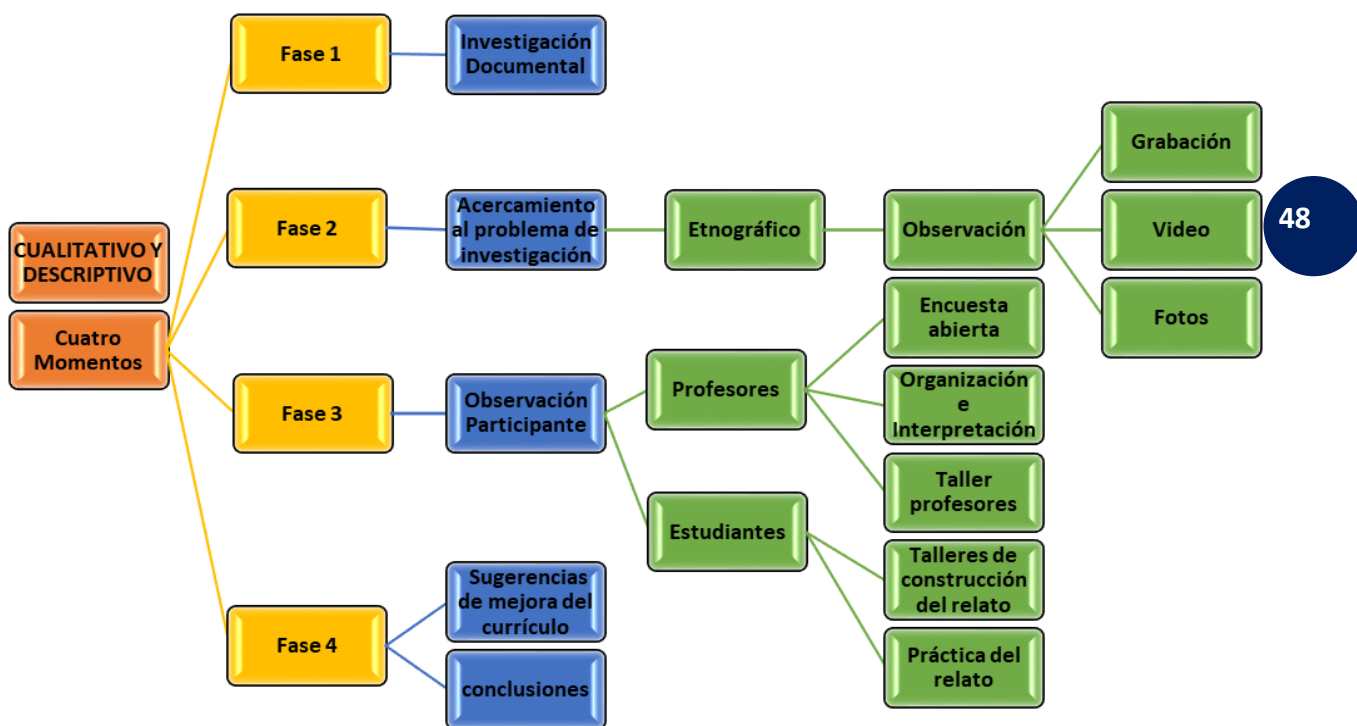 CUALITATIVO Y
DESCRIPTIVO
Cuatro
Momentos
Fase 1
Investigación
Documental
Fase 2
Acercamiento
al problema de
investigación
Etnográfico
Observación
Grabación
Video
Fotos
48
Fase 3
Observación
Participante
Profesores
Encuesta
abierta
Organización
e
Interpretación
Taller
profesores
Estudiantes
Talleres de
construcción
del relato
Práctica del
relato
Fase 4
Sugerencias
de mejora del
currículo
conclusiones